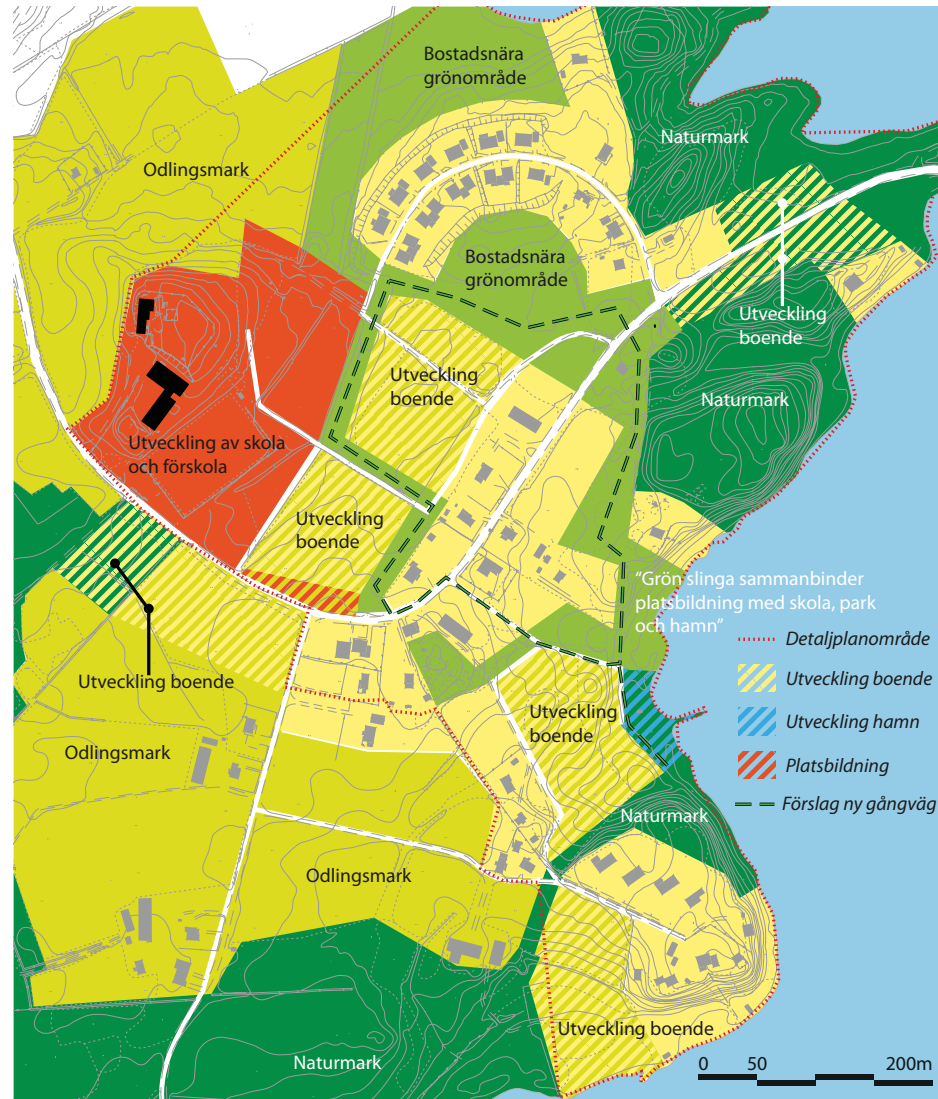 Bostadsnära
grönområde
Naturmark
Odlingsmark
Bostadsnära
grönområde
Utveckling
boende
Utveckling
boende
Naturmark
Utveckling av skola
och förskola
Utveckling
boende
"Grön slinga sammanbinder
platsbildning med skola, park
och hamn"
Detaljplanområde
Utveckling boende
Utveckling boende
Utveckling
boende
Utveckling hamn
Odlingsmark
Platsbildning
Förslag ny gångväg
Naturmark
Odlingsmark
Utveckling boende
Naturmark
0 50 200m